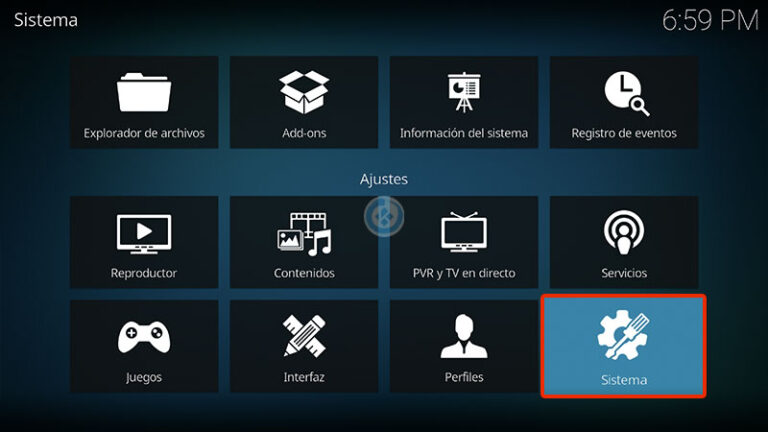 Sistema
6:59 PM
Explorador de archivos
Add-ons
Información del sistema
Registro de eventos
Ajustes
Reproductor
Contenidos
PVR y TV en directo
Servicios
Juegos
Interfaz
Perfiles
Sistema